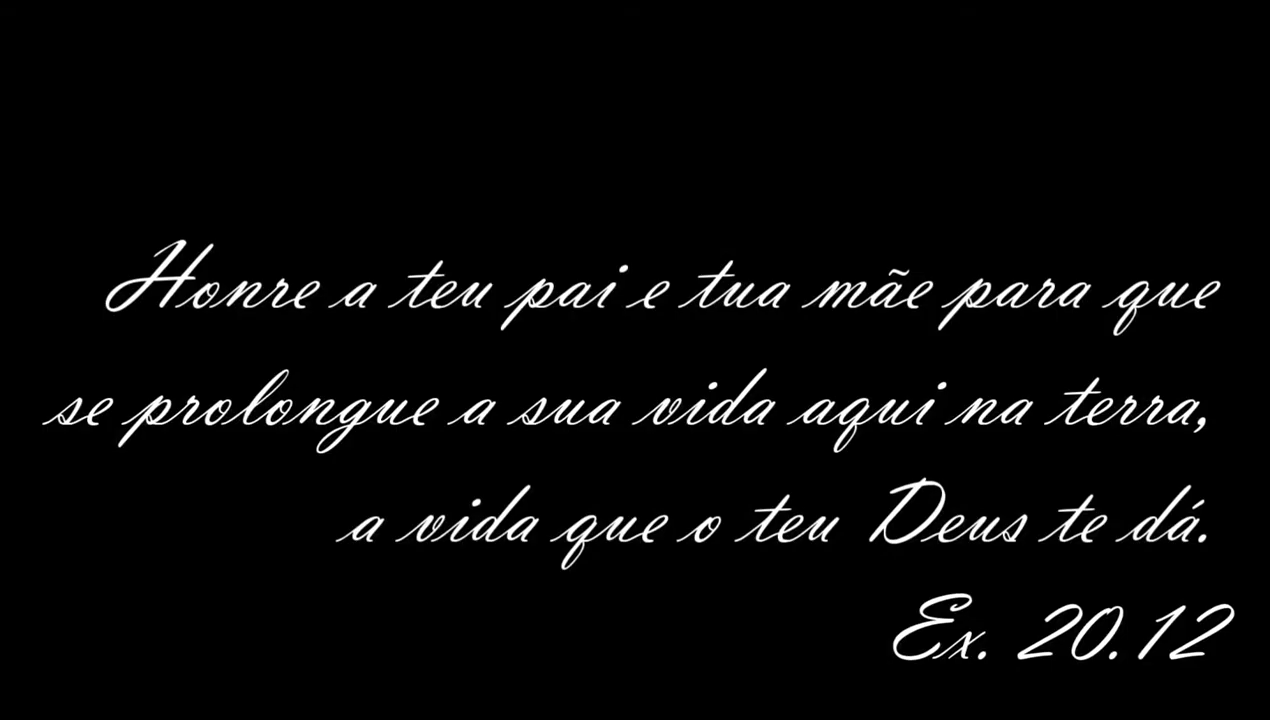 Honre a teu pai e tua mãe para que
se prolongue a sua vida aqui na terra,
a vida que o teu Deus te dá.
Ex. 20.12